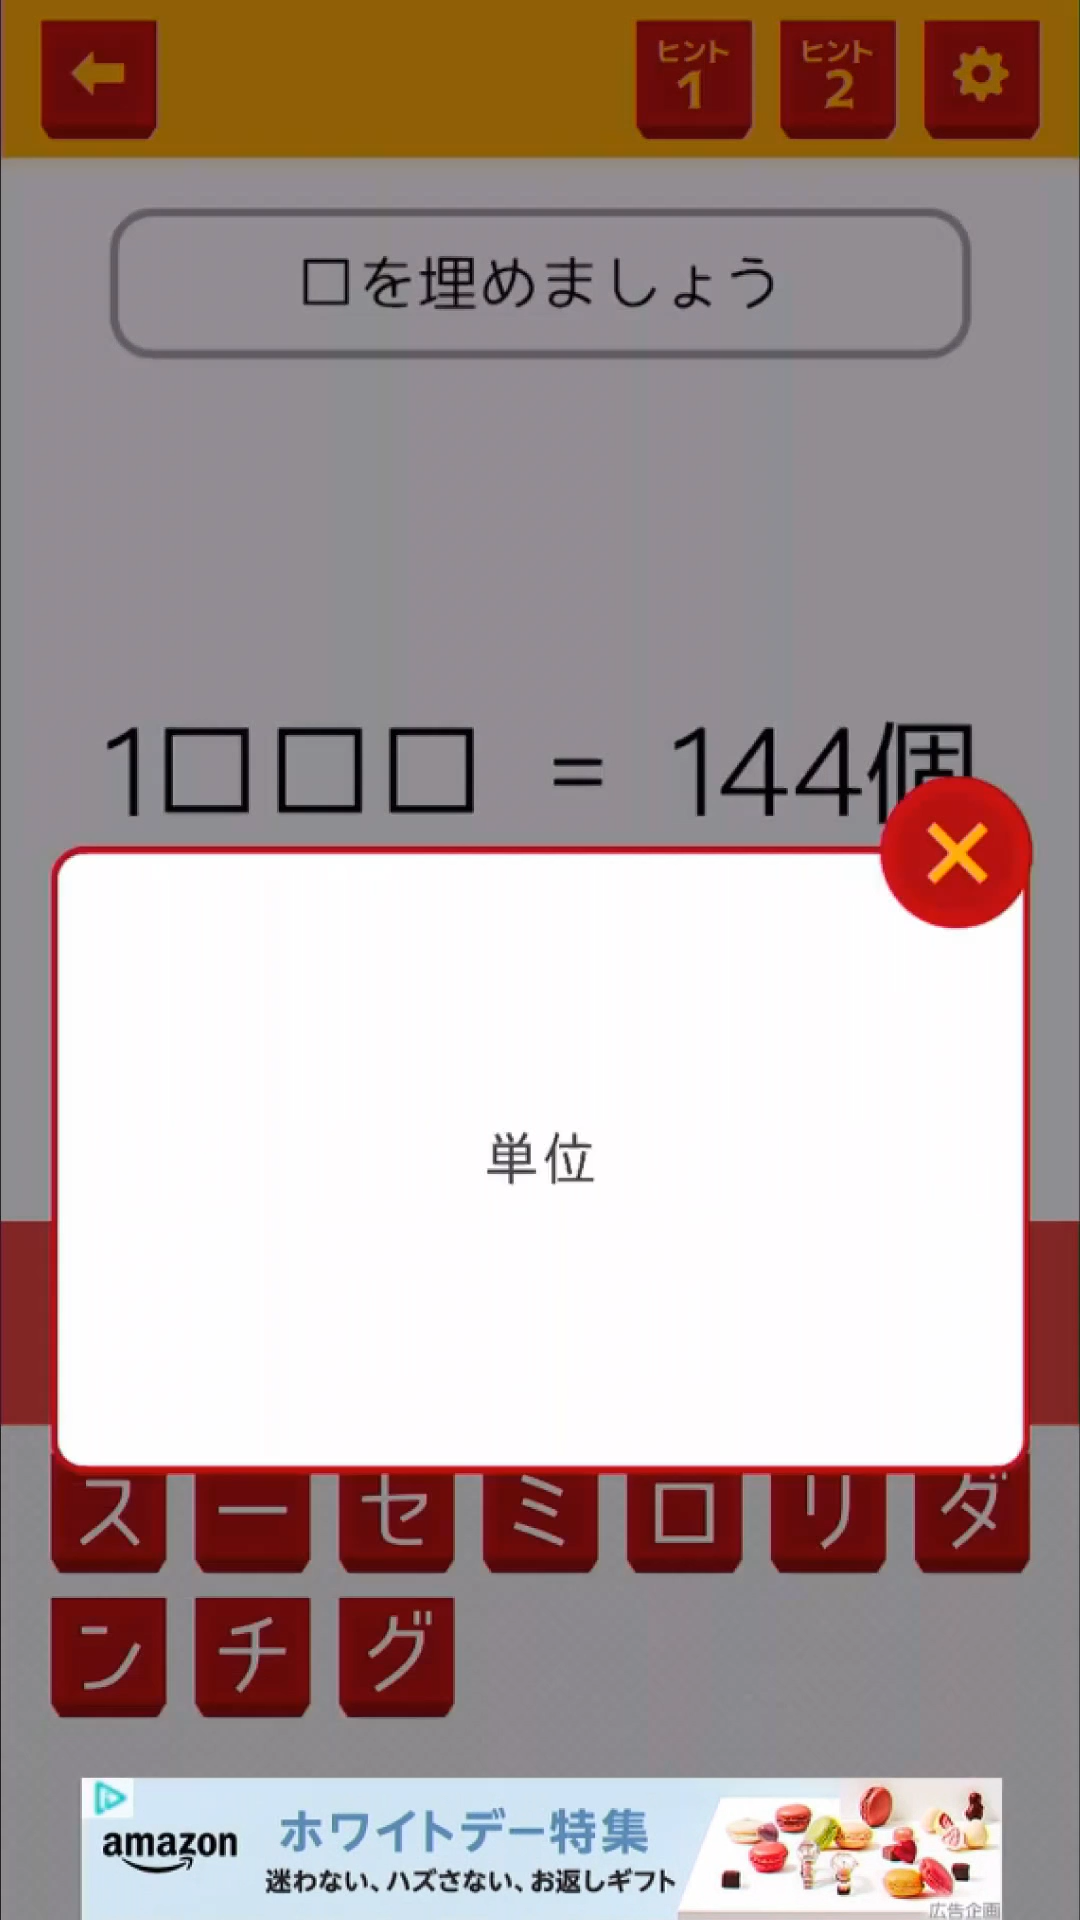 ヒント
1
ヒント
2
□を埋めましょう
1□□□ = 144個
単位
スーセミロリダ
ンチグ
amazon
ホワイトデー特集
迷わない、ハズさない、お返しギフト
広告企画